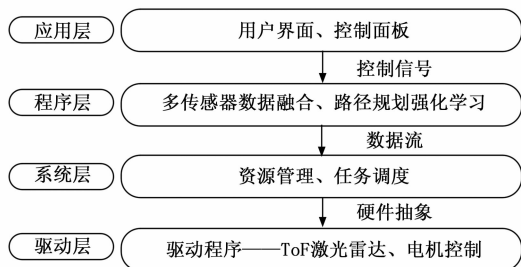 应用层
用户界面、控制面板
控制信号
程序层
多传感器数据融合、路径规划强化学习
数据流
系统层
资源管理、任务调度
硬件抽象
驱动层
驱动程序——ToF激光雷达、电机控制